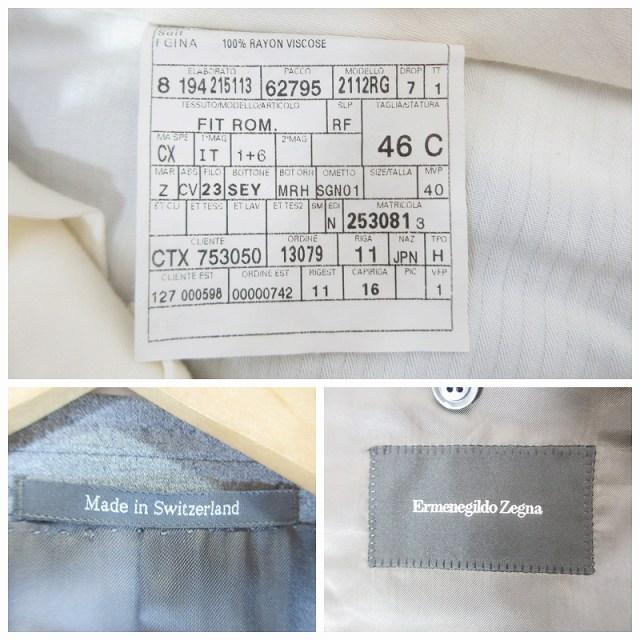 Suit
FGINA 100% RAYON VISCOSE
ELABORATO PACCO MODELLO DROP TT
8 194 215113 62795 2112RG 7 1
TESSUTO/MODELLO/ARTICOLO SLP TAGLIA/STATURA
FIT ROM. RF 46 C
MA SPE 1°MAG 2°MAG
CX IT 1+6
MAR ABS FILO BOTTONE BOT ORN OMETTO SIZE/TALLA MVP
Z CV 23 SEY MRH SGN01 40
ET CU ET TESS ET LAV ET TES2 SM EDI MATRICOLA
N 253081 3
CLIENTE ORDINE RIGA NAZ TPO
CTX 753050 13079 11 JPN H
CLIENTE EST ORDINE EST RIGEST CAPIRIGA PIC VFP
127 000598 00000742 11 16 1
Made in Switzerland
Ermenegildo Zegna